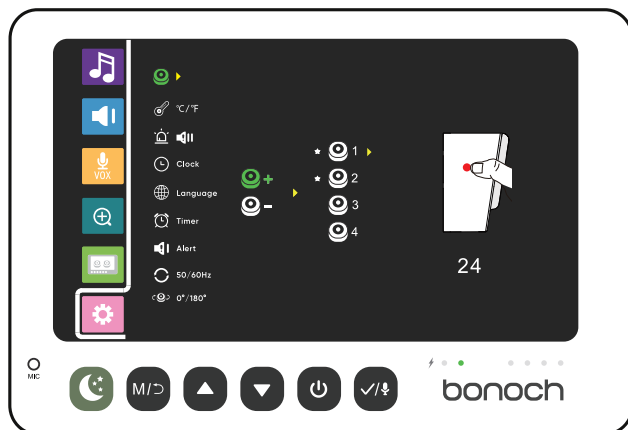 1
°C/°F
2
Clock
VOX
+
Language
-
3
Timer
4
Alert
24
50/60Hz
0°/180°
MIC
M/
/
bonoch